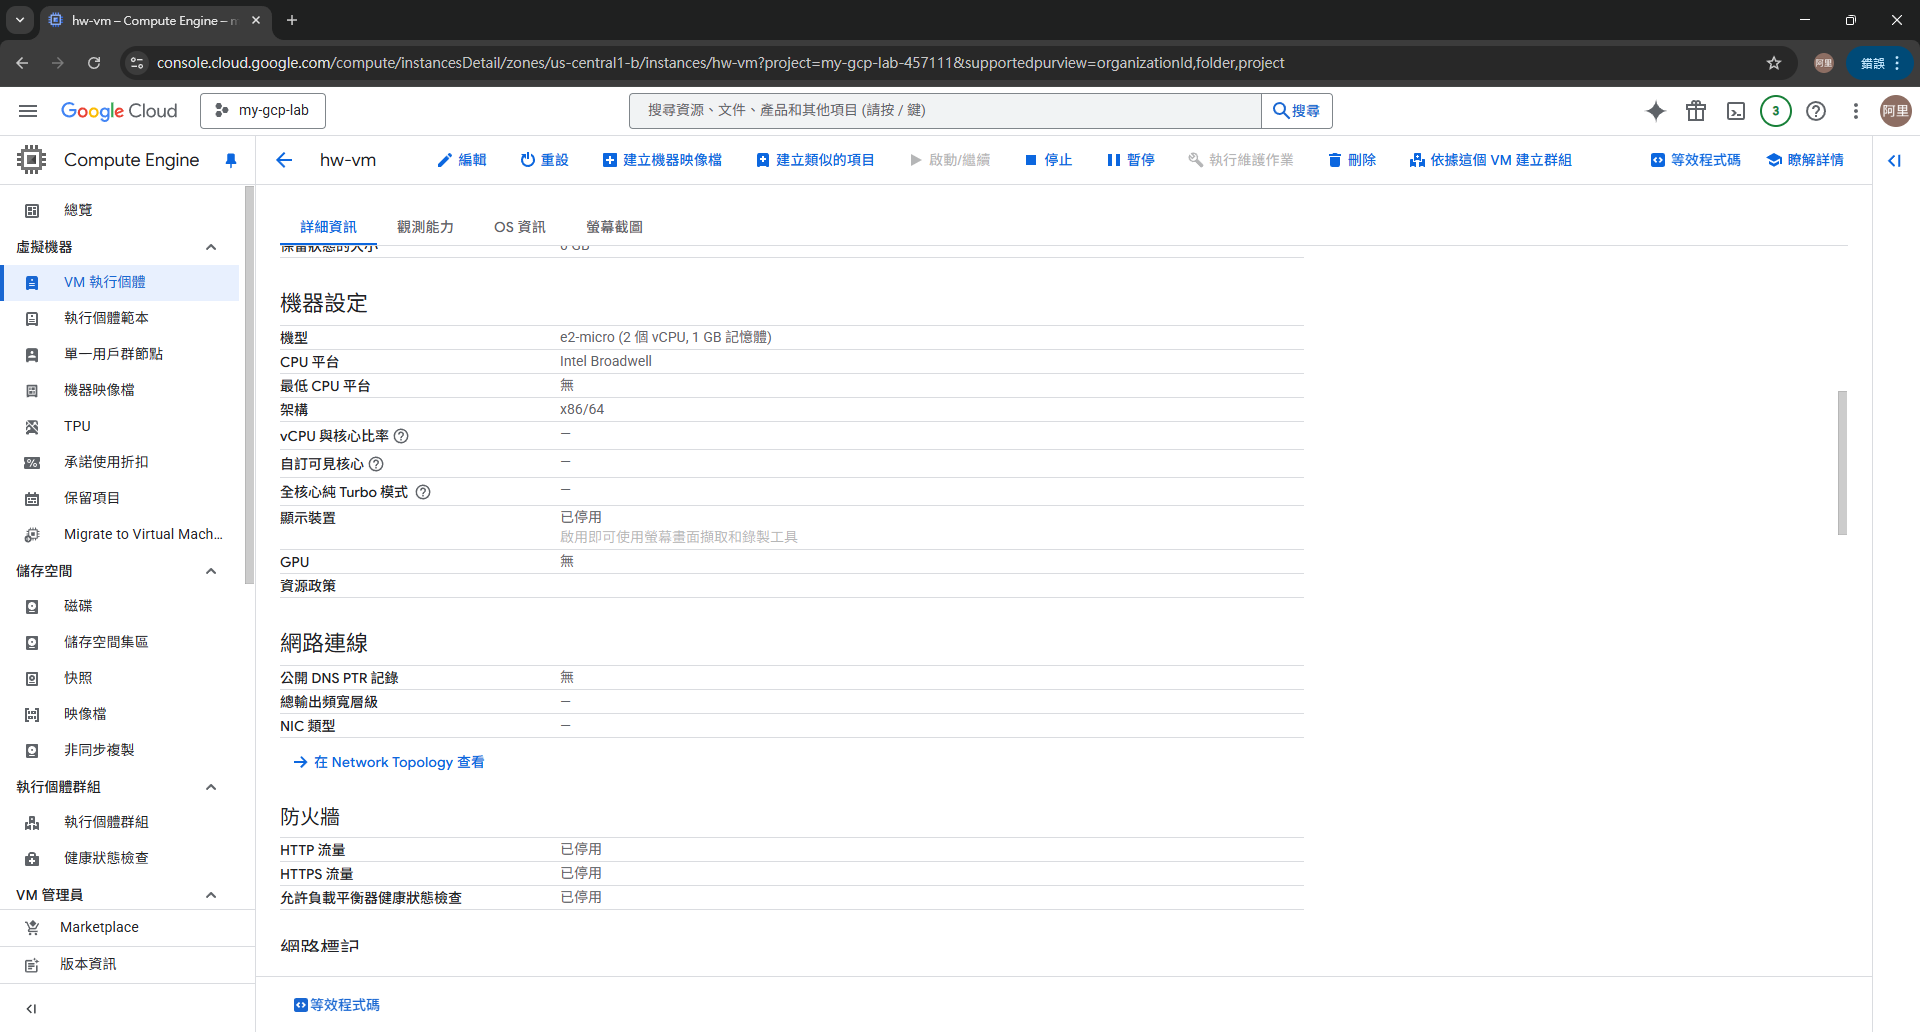 hw-vm – Compute Engine – m
console.cloud.google.com/compute/instancesDetail/zones/us-central1-b/instances/hw-vm?project=my-gcp-lab-457111&supportedpurview=organizationId,folder,project
阿里
錯誤
Google Cloud
my-gcp-lab
搜尋資源、文件、產品和其他項目 (請按 / 鍵)
搜尋
3
阿里
Compute Engine
hw-vm
編輯
重設
建立機器映像檔
建立類似的項目
啟動/繼續
停止
暫停
執行維護作業
刪除
依據這個 VM 建立群組
等效程式碼
瞭解詳情
總覽
虛擬機器
VM 執行個體
執行個體範本
單一用戶群節點
機器映像檔
TPU
承諾使用折扣
保留項目
Migrate to Virtual Mach...
儲存空間
磁碟
儲存空間集區
快照
映像檔
非同步複製
執行個體群組
執行個體群組
健康狀態檢查
VM 管理員
Marketplace
版本資訊
詳細資訊
觀測能力
OS 資訊
螢幕截圖
保留狀態的大小 0 GB
機器設定
機型 e2-micro (2 個 vCPU, 1 GB 記憶體)
CPU 平台 Intel Broadwell
最低 CPU 平台 無
架構 x86/64
vCPU 與核心比率 —
自訂可見核心 —
全核心純 Turbo 模式 —
顯示裝置 已停用
啟用即可使用螢幕畫面擷取和錄製工具
GPU 無
資源政策
網路連線
公開 DNS PTR 記錄 無
總輸出頻寬層級 —
NIC 類型 —
在 Network Topology 查看
防火牆
HTTP 流量 已停用
HTTPS 流量 已停用
允許負載平衡器健康狀態檢查 已停用
網路標記
等效程式碼